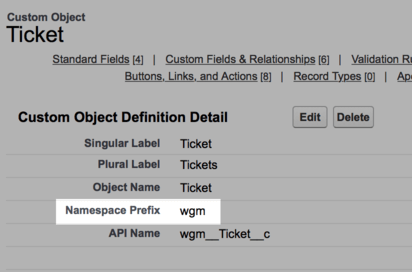 Custom Object
Ticket
Standard Fields [4] | Custom Fields & Relationships [6] | Validation
Buttons, Links, and Actions [8] | Record Types [0] |
Custom Object Definition Detail Edit Delete
Singular Label Ticket
Plural Label Tickets
Object Name Ticket
Namespace Prefix wgm
API Name wgm__Ticket__c